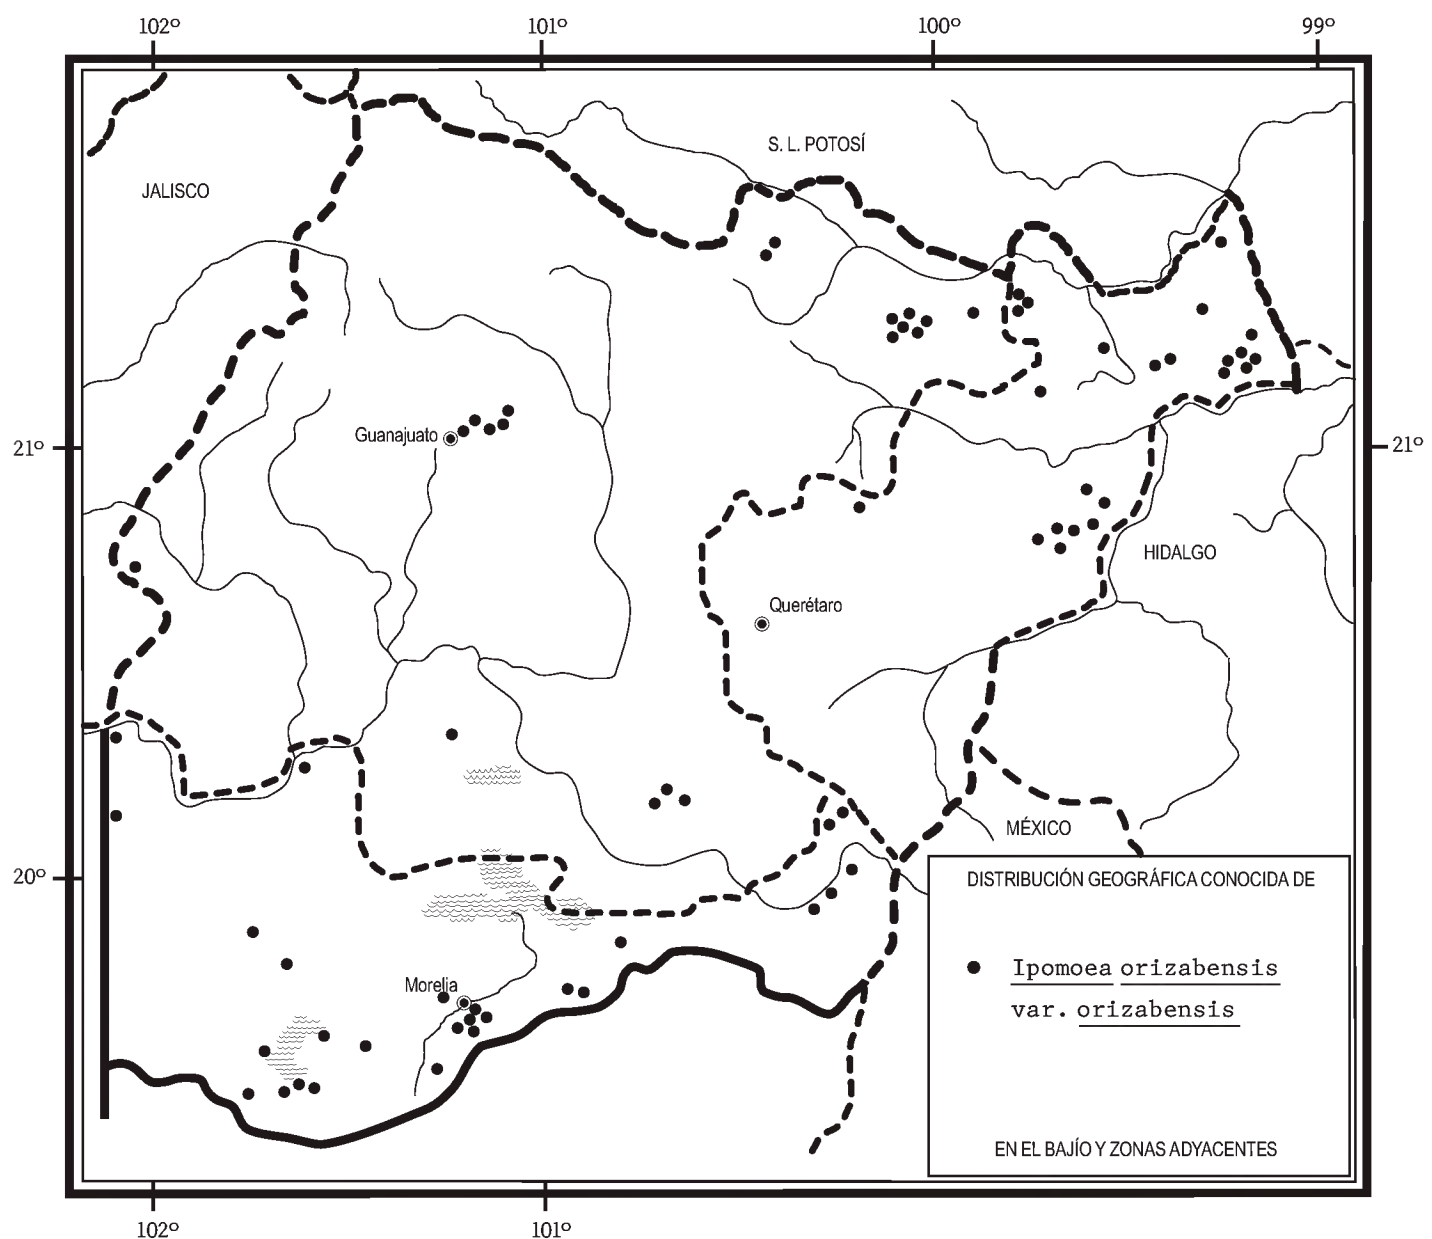 102º 101º 100º 99º
S. L. POTOSÍ
JALISCO
Guanajuato
21º 21º
HIDALGO
Querétaro
MÉXICO
20º
DISTRIBUCIÓN GEOGRÁFICA CONOCIDA DE
Ipomoea orizabensis
Morelia
var. orizabensis
EN EL BAJÍO Y ZONAS ADYACENTES
102º 101º